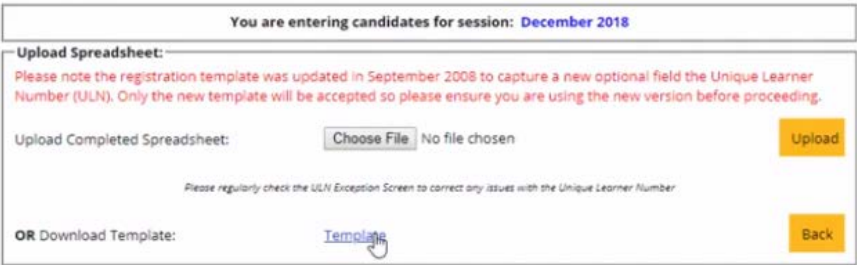 You are entering candidates for session: December 2018
Upload Spreadsheet:
Please note the registration template was updated in September 2008 to capture a new optional field the Unique Learner
Number (ULN). Only the new template will be accepted so please ensure you are using the new version before proceeding.
Upload Completed Spreadsheet: Choose File No file chosen Upload
Please regularly check the ULN Exception Screen to correct any issues with the Unique Learner Number
OR Download Template: Template Back